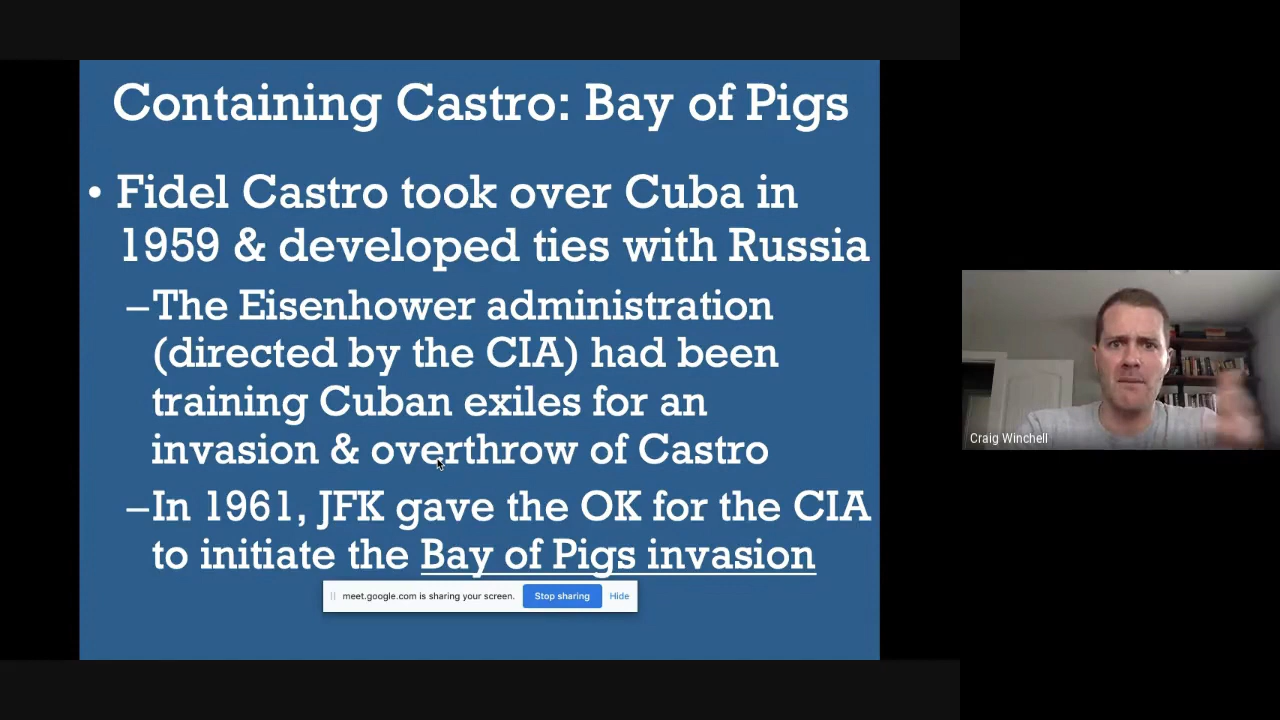 Containing Castro: Bay of Pigs
• Fidel Castro took over Cuba in
1959 & developed ties with Russia
–The Eisenhower administration
(directed by the CIA) had been
training Cuban exiles for an
invasion & overthrow of Castro
–In 1961, JFK gave the OK for the CIA
to initiate the Bay of Pigs invasion
meet.google.com is sharing your screen. Stop sharing Hide
Craig Winchell